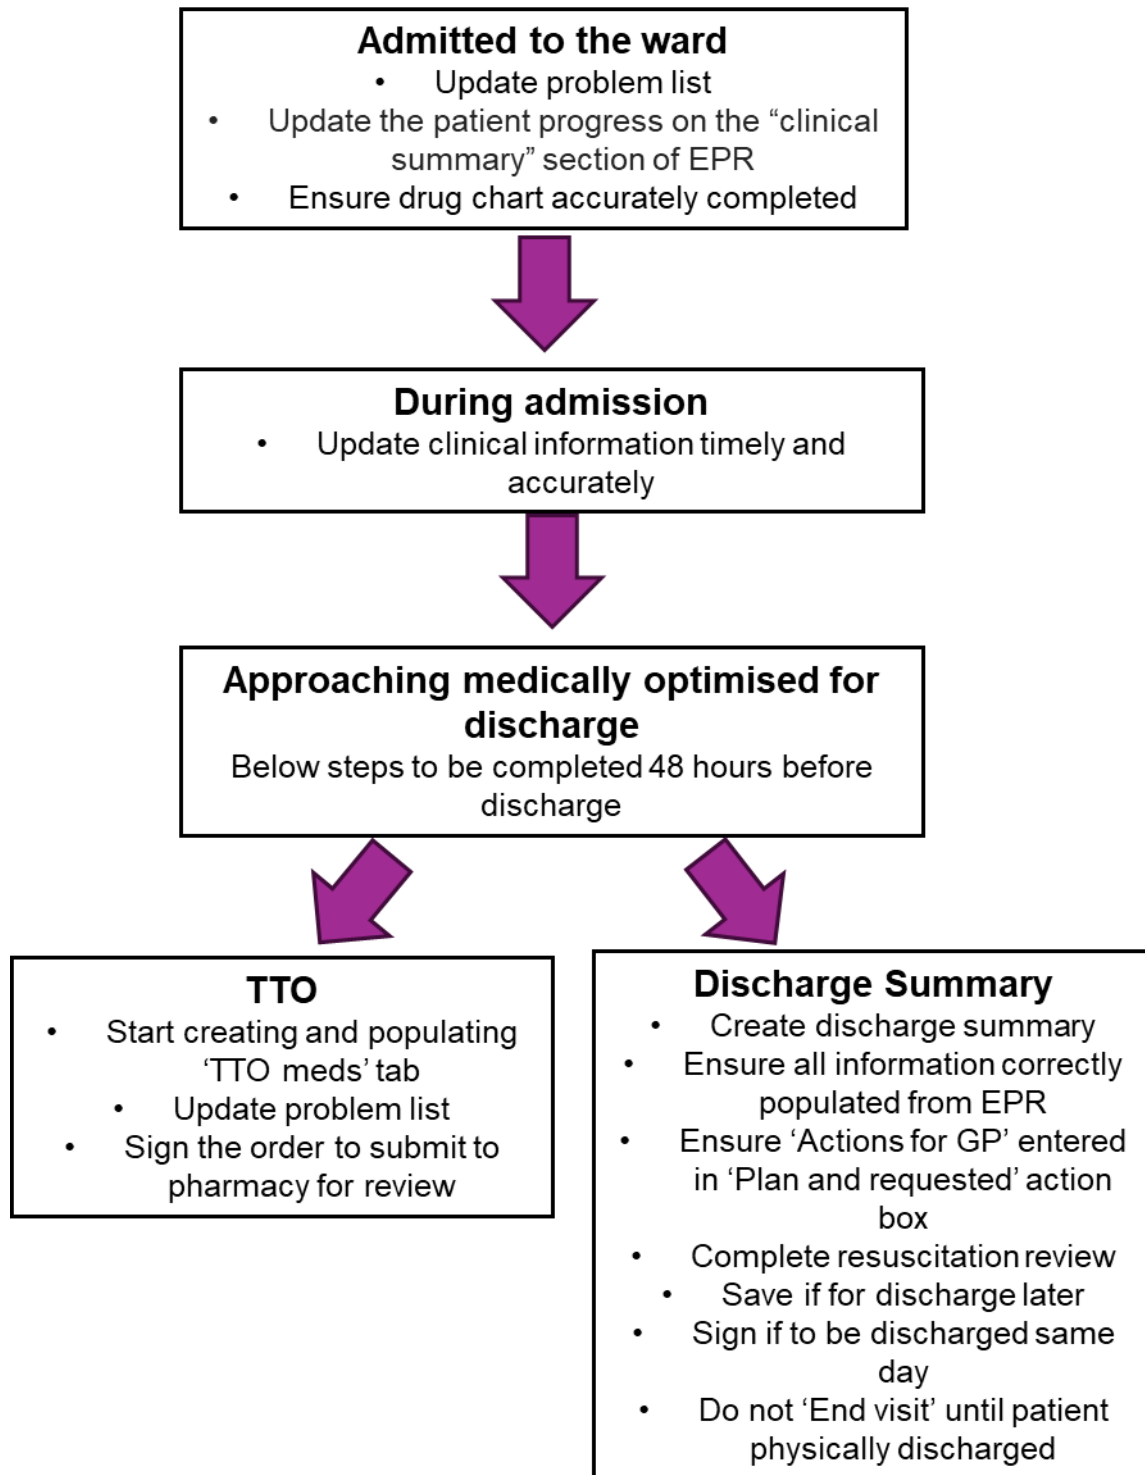 Admitted to the ward
• Update problem list
• Update the patient progress on the “clinical
summary” section of EPR
• Ensure drug chart accurately completed
During admission
• Update clinical information timely and
accurately
Approaching medically optimised for
discharge
Below steps to be completed 48 hours before
discharge
TTO
• Start creating and populating
‘TTO meds’ tab
• Update problem list
• Sign the order to submit to
pharmacy for review
Discharge Summary
• Create discharge summary
• Ensure all information correctly
populated from EPR
• Ensure ‘Actions for GP’ entered
in ‘Plan and requested’ action
box
• Complete resuscitation review
• Save if for discharge later
• Sign if to be discharged same
day
• Do not ‘End visit’ until patient
physically discharged